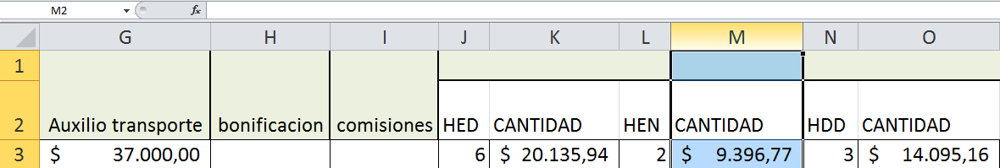 M2 fx
G H I J K L M N O
1
2 Auxilio transporte bonificacion comisiones HED CANTIDAD HEN CANTIDAD HDD CANTIDAD
3 $ 37.000,00 6 $ 20.135,94 2 $ 9.396,77 3 $ 14.095,16